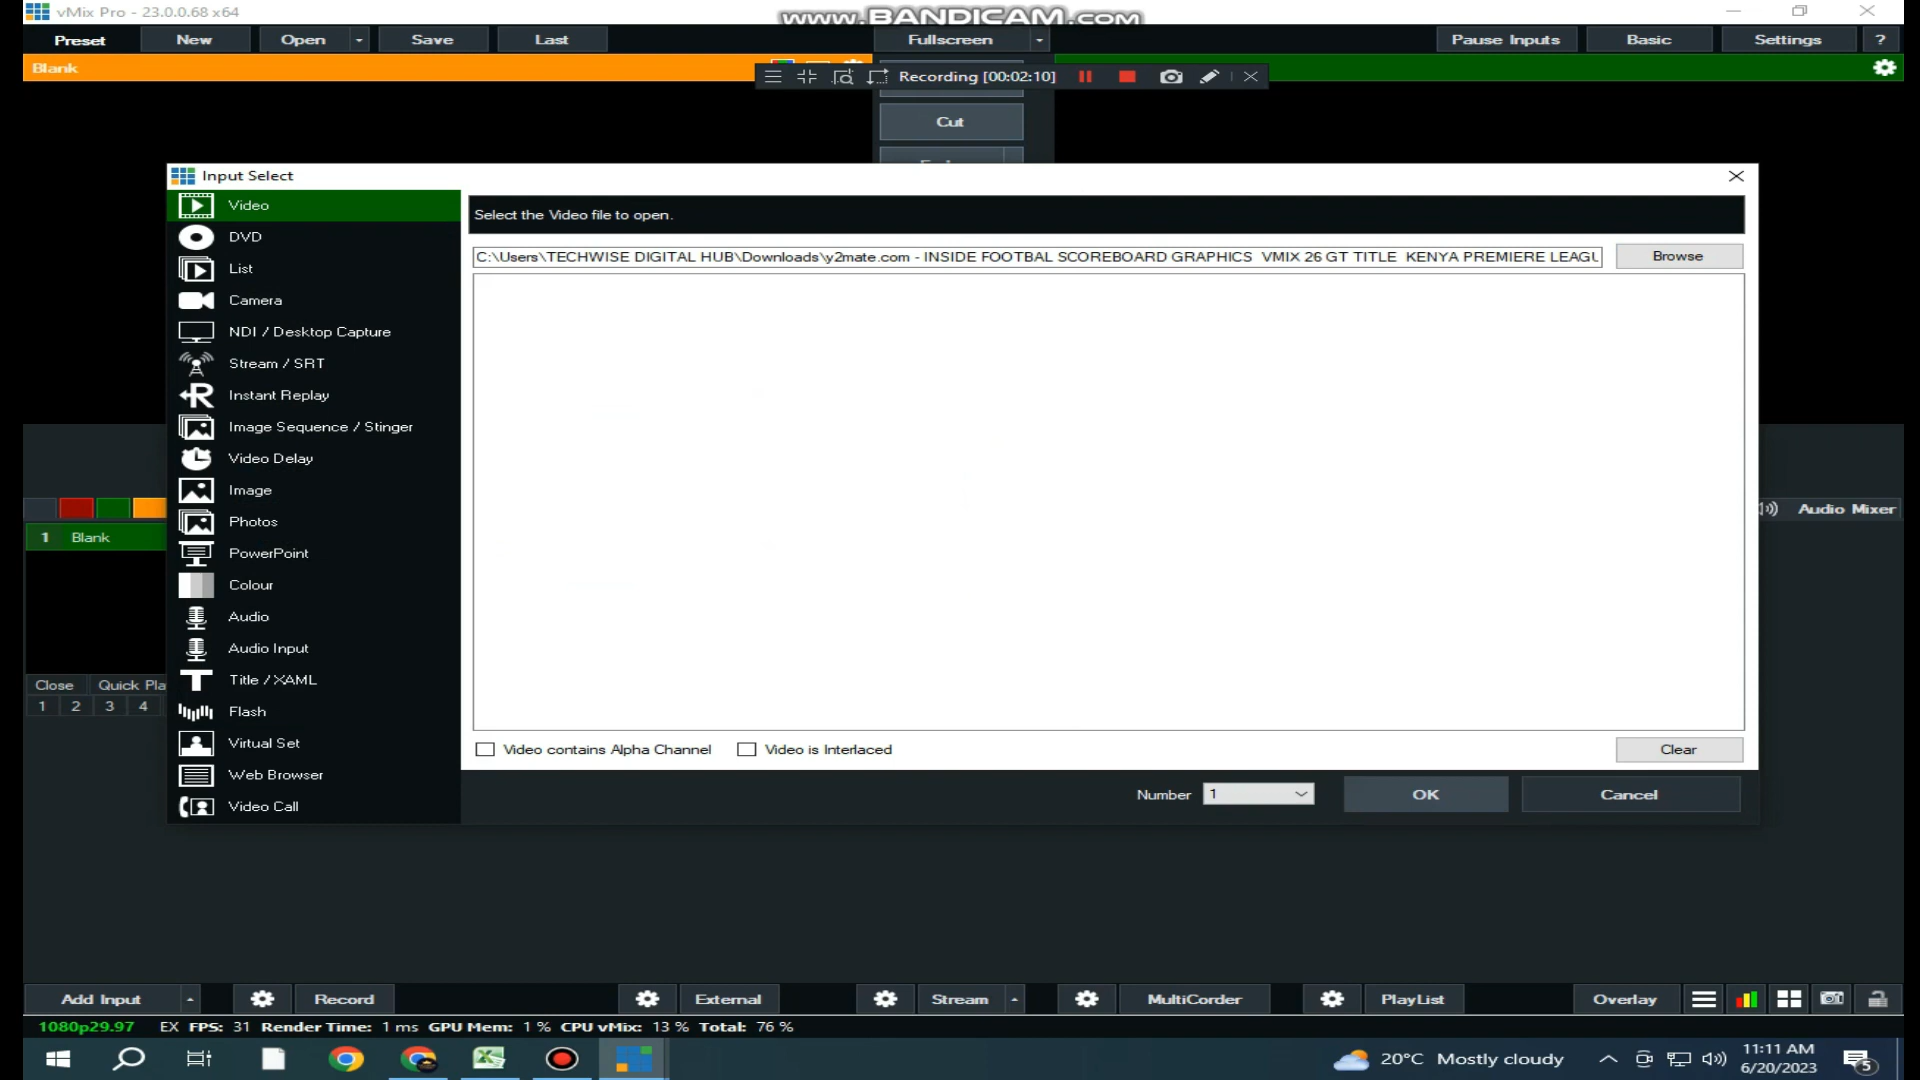 vMix Pro - 23.0.0.68 x64
www.BANDICAM.com
Preset New Open Save Last Fullscreen Pause Inputs Basic Settings ?
Blank
Recording [00:02:10]
Cut
Input Select
Video
Select the Video file to open.
DVD
C:\Users\TECHWISE DIGITAL HUB\Downloads\y2mate.com - INSIDE FOOTBAL SCOREBOARD GRAPHICS VMIX 26 GT TITLE KENYA PREMIERE LEAGU
Browse
List
Camera
NDI / Desktop Capture
Stream / SRT
Instant Replay
Image Sequence / Stinger
Video Delay
Image
Photos
Audio Mixer
1 Blank
PowerPoint
Colour
Audio
Audio Input
Title / XAML
Close Quick Pla
1 2 3 4
Flash
Virtual Set
Video contains Alpha Channel Video is Interlaced Clear
Web Browser
Video Call
Number 1 OK Cancel
Add Input Record External Stream MultiCorder PlayList Overlay
1080p29.97 EX FPS: 31 Render Time: 1 ms GPU Mem: 1 % CPU vMix: 13 % Total: 76 %
20°C Mostly cloudy
11:11 AM
6/20/2023
5